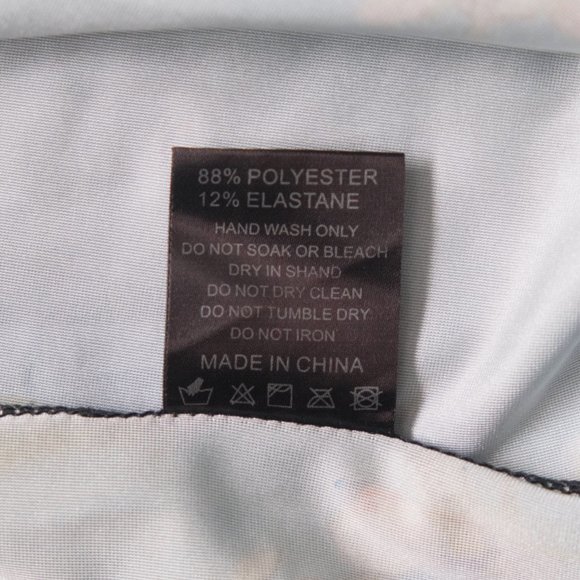 88% POLYESTER
12% ELASTANE
HAND WASH ONLY
DO NOT SOAK OR BLEACH
DRY IN SHAND
DO NOT DRY CLEAN
DO NOT TUMBLE DRY
DO NOT IRON
MADE IN CHINA